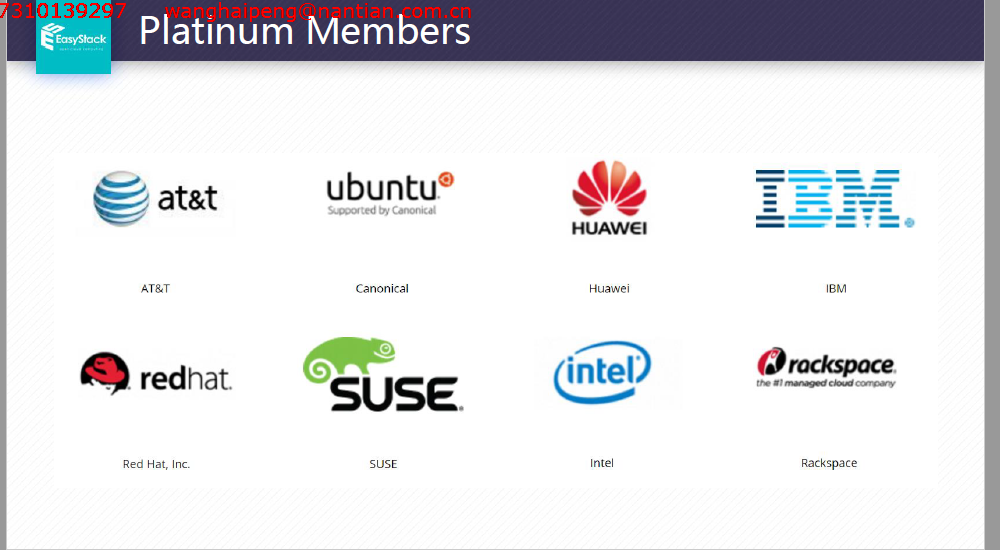 7310139297 wanghaipeng@nantian.com.cn
EasyStack
Platinum Members
at&t
ubuntu
Supported by Canonical
HUAWEI
IBM
AT&T
Canonical
Huawei
IBM
redhat.
SUSE
intel
rackspace
the #1 managed cloud company
Red Hat, Inc.
SUSE
Intel
Rackspace